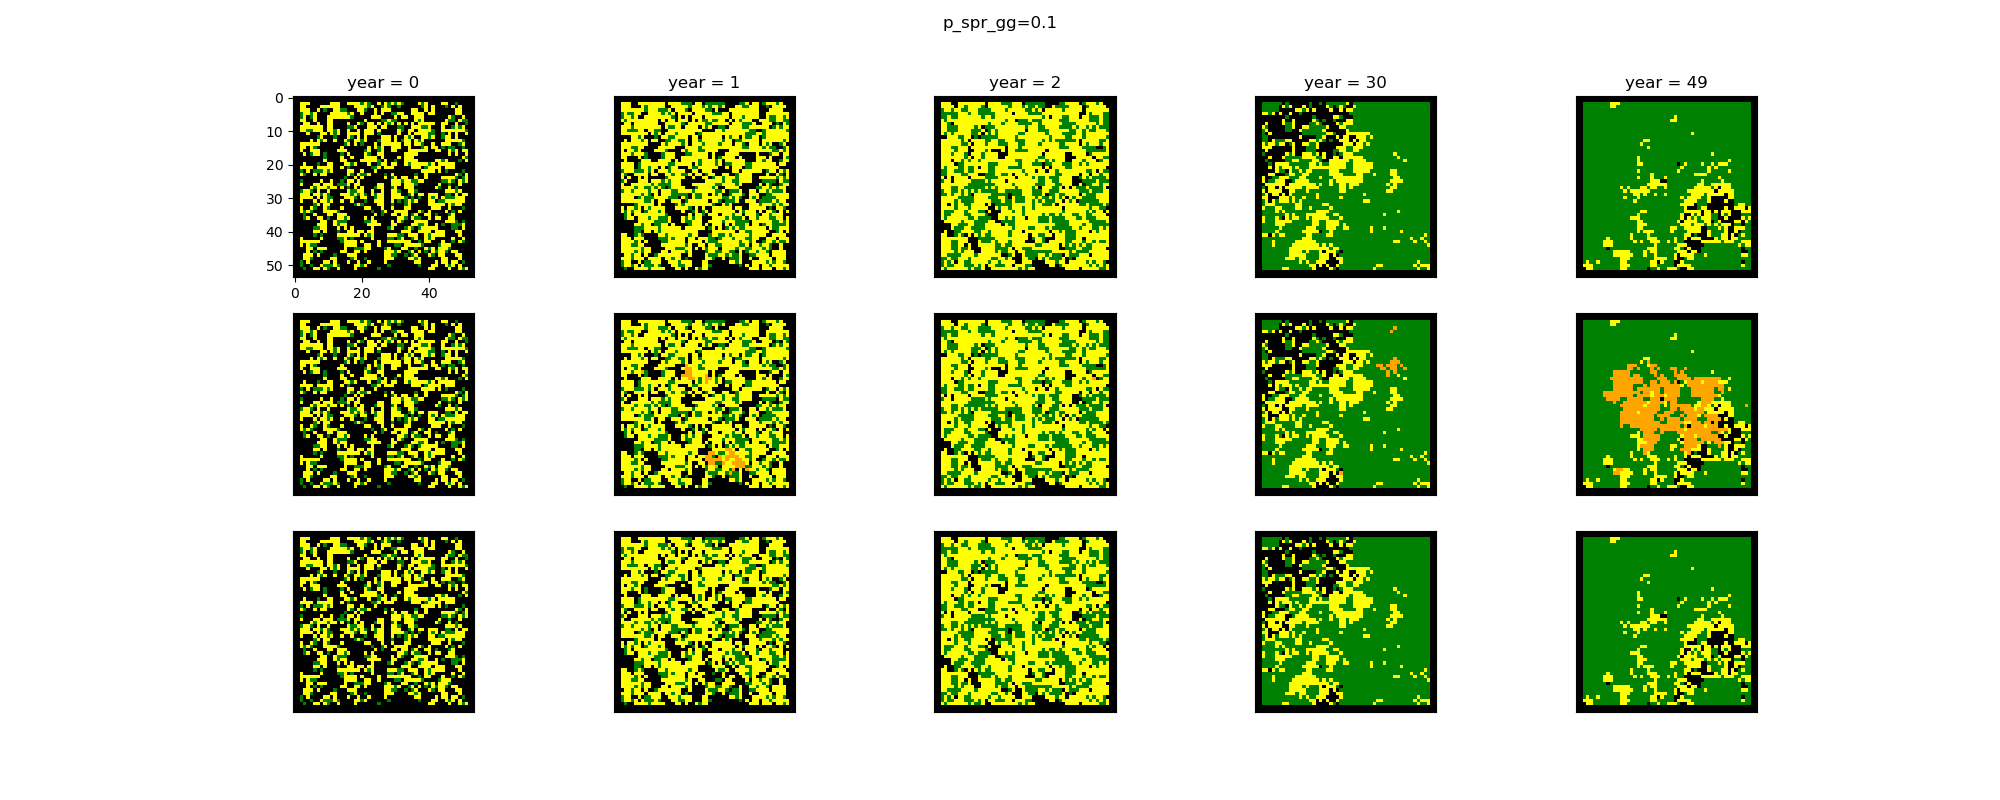 p_spr_gg=0.1
year = 0
year = 1
year = 2
year = 30
year = 49
0
10
20
30
40
50
0
20
40